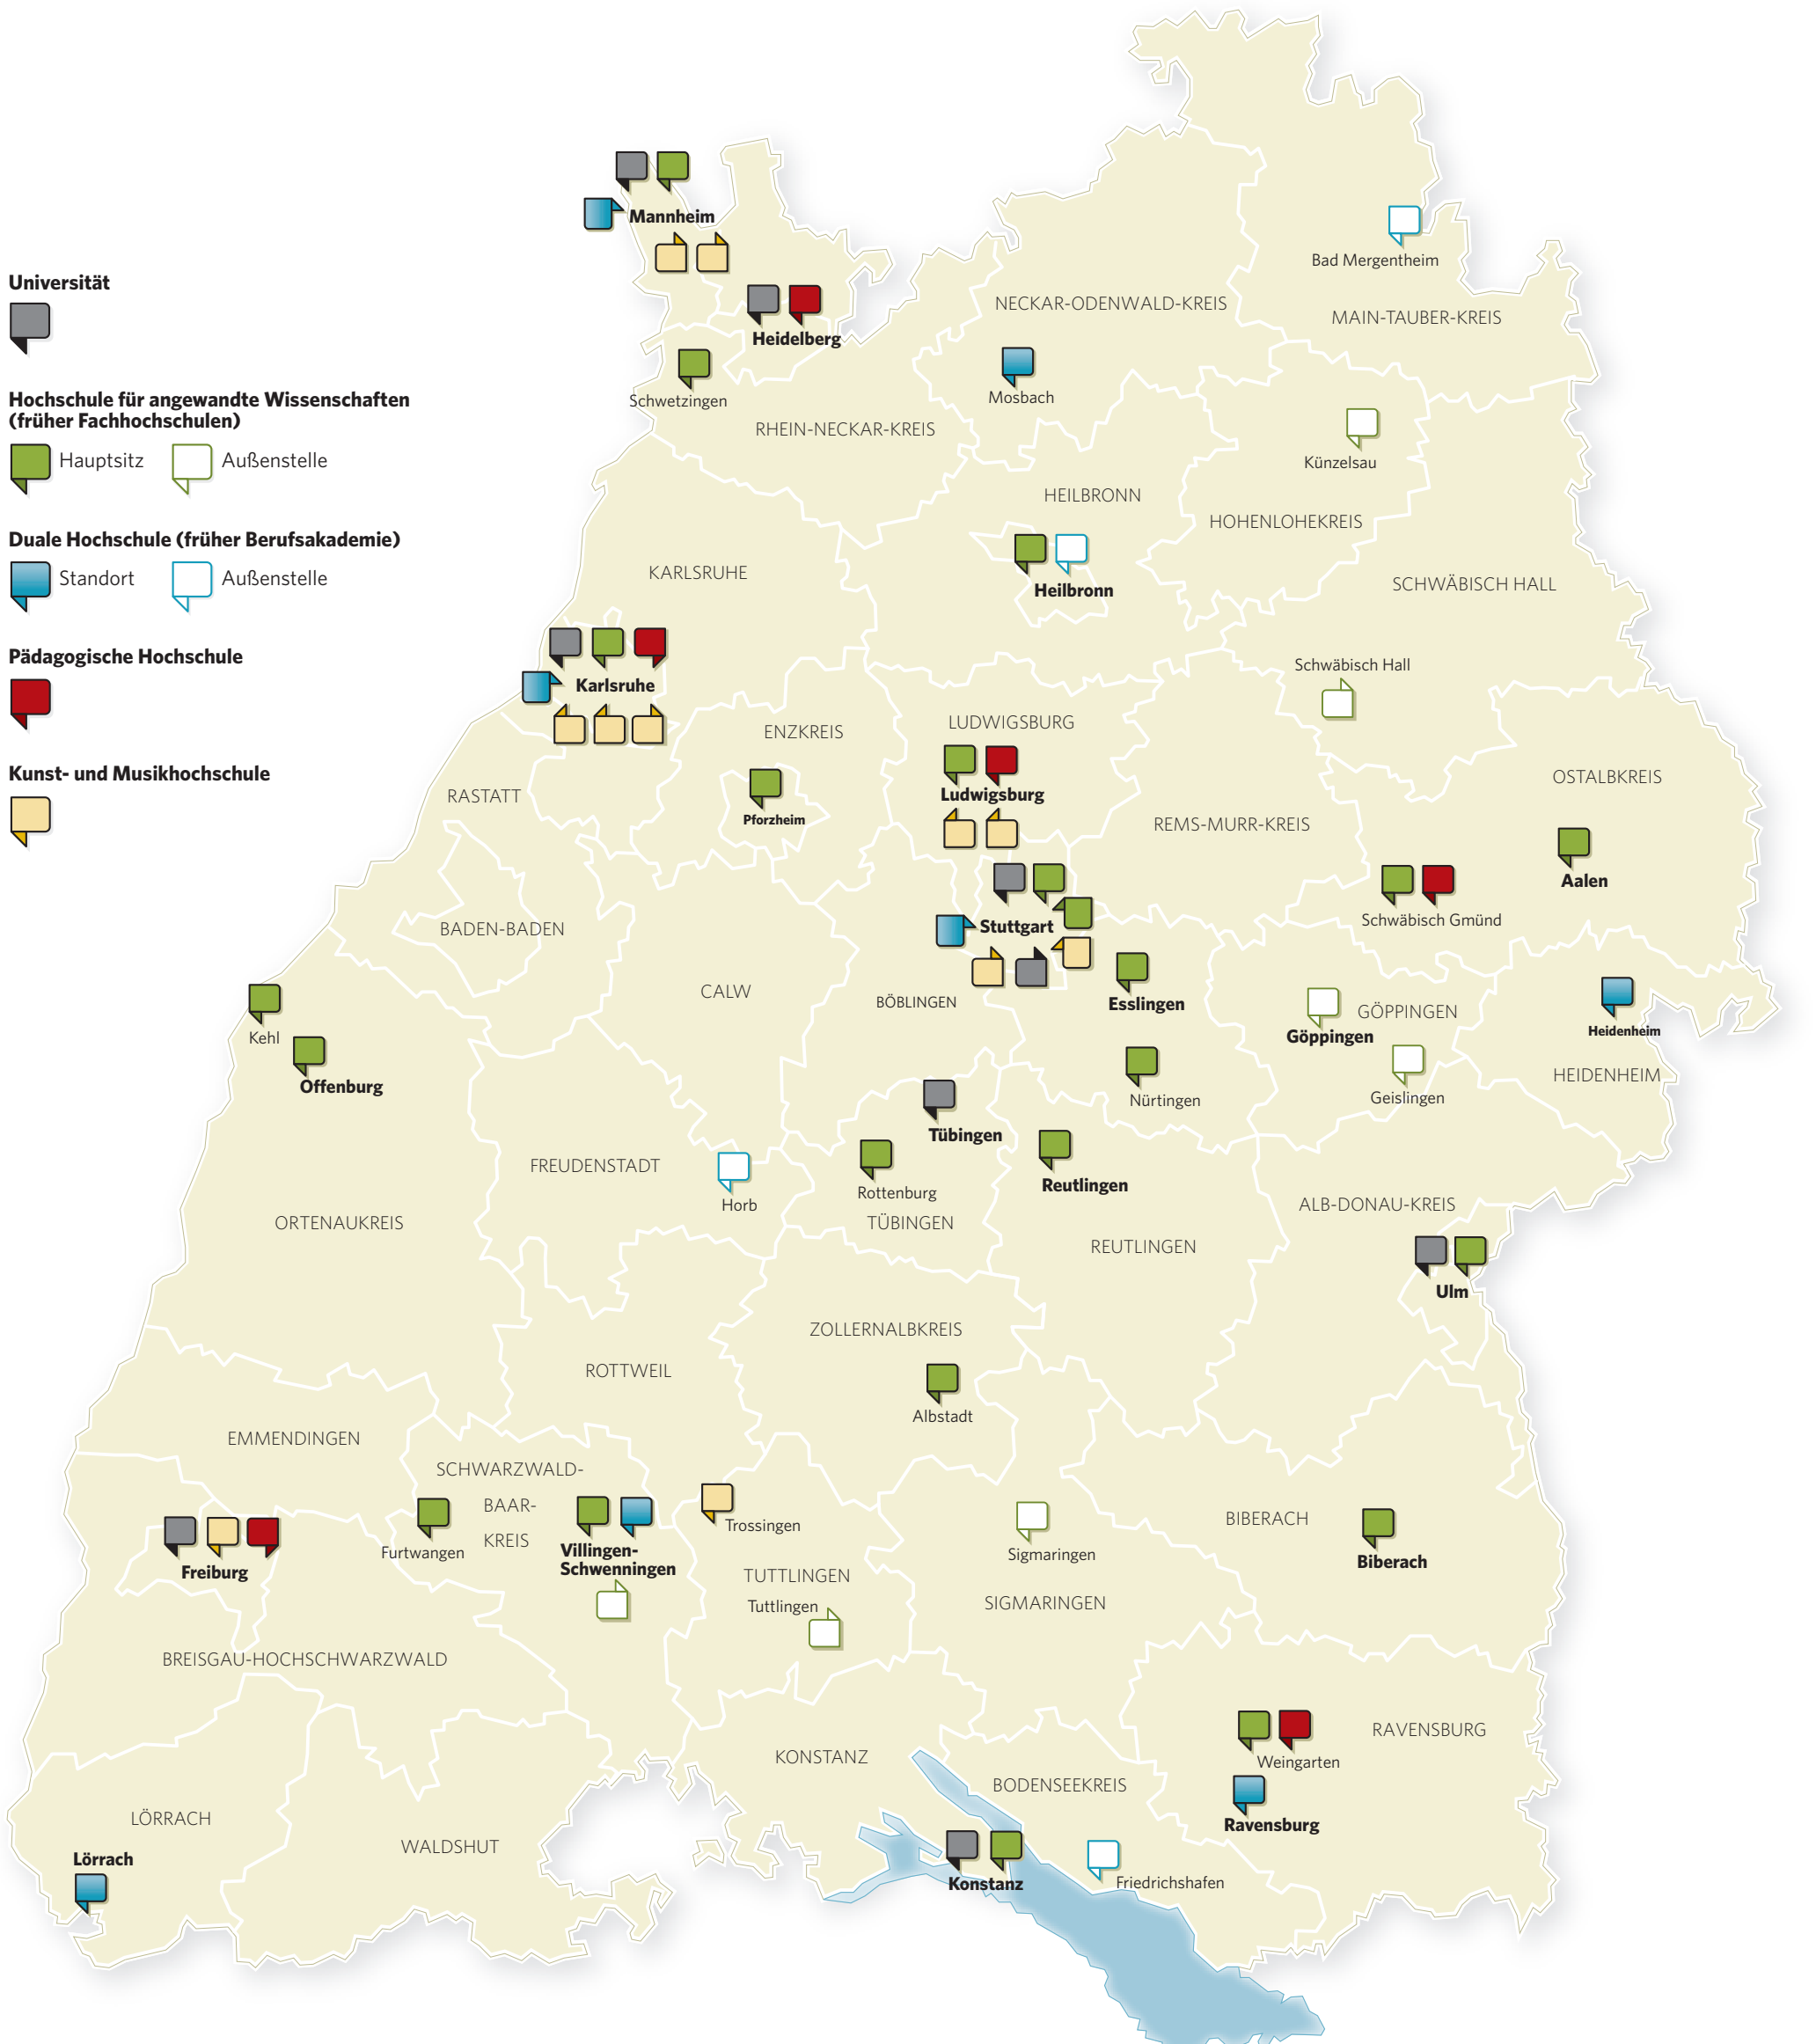 Universität
Hochschule für angewandte Wissenschaften
(früher Fachhochschulen)
Hauptsitz
Außenstelle
Duale Hochschule (früher Berufsakademie)
Standort
Außenstelle
Pädagogische Hochschule
Kunst- und Musikhochschule
Mannheim
Bad Mergentheim
NECKAR-ODENWALD-KREIS
MAIN-TAUBER-KREIS
Heidelberg
Schwetzingen
Mosbach
RHEIN-NECKAR-KREIS
Künzelsau
HEILBRONN
HOHENLOHEKREIS
KARLSRUHE
SCHWÄBISCH HALL
Heilbronn
Schwäbisch Hall
Karlsruhe
LUDWIGSBURG
ENZKREIS
OSTALBKREIS
RASTATT
Ludwigsburg
Pforzheim
REMS-MURR-KREIS
Aalen
Schwäbisch Gmünd
BADEN-BADEN
Stuttgart
CALW
BÖBLINGEN
Esslingen
GÖPPINGEN
Göppingen
Heidenheim
Kehl
Offenburg
HEIDENHEIM
Nürtingen
Geislingen
Tübingen
FREUDENSTADT
Horb
Rottenburg
Reutlingen
ALB-DONAU-KREIS
ORTENAUKREIS
TÜBINGEN
REUTLINGEN
Ulm
ZOLLERNALBKREIS
ROTTWEIL
Albstadt
EMMENDINGEN
SCHWARZWALD-
BAAR-
KREIS
Trossingen
BIBERACH
Furtwangen
Villingen-
Schwenningen
Sigmaringen
Biberach
Freiburg
TUTTLINGEN
Tuttlingen
SIGMARINGEN
BREISGAU-HOCHSCHWARZWALD
RAVENSBURG
KONSTANZ
Weingarten
BODENSEEKREIS
LÖRRACH
Ravensburg
WALDSHUT
Lörrach
Konstanz
Friedrichshafen